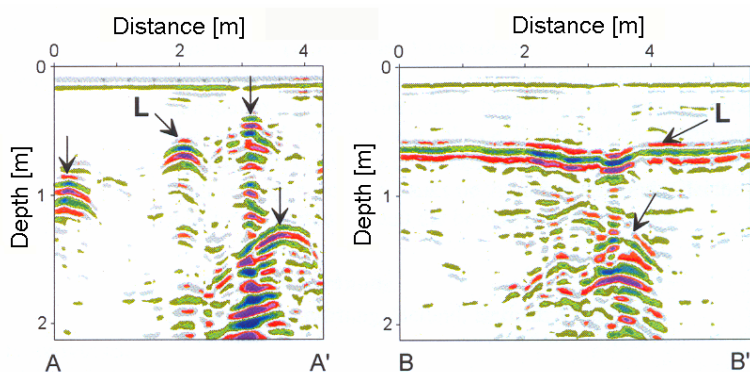 Distance [m]
0 2 4
0
L
Depth [m]
1
2
A A'
Distance [m]
0 2 4
0
L
Depth [m]
1
2
B B'